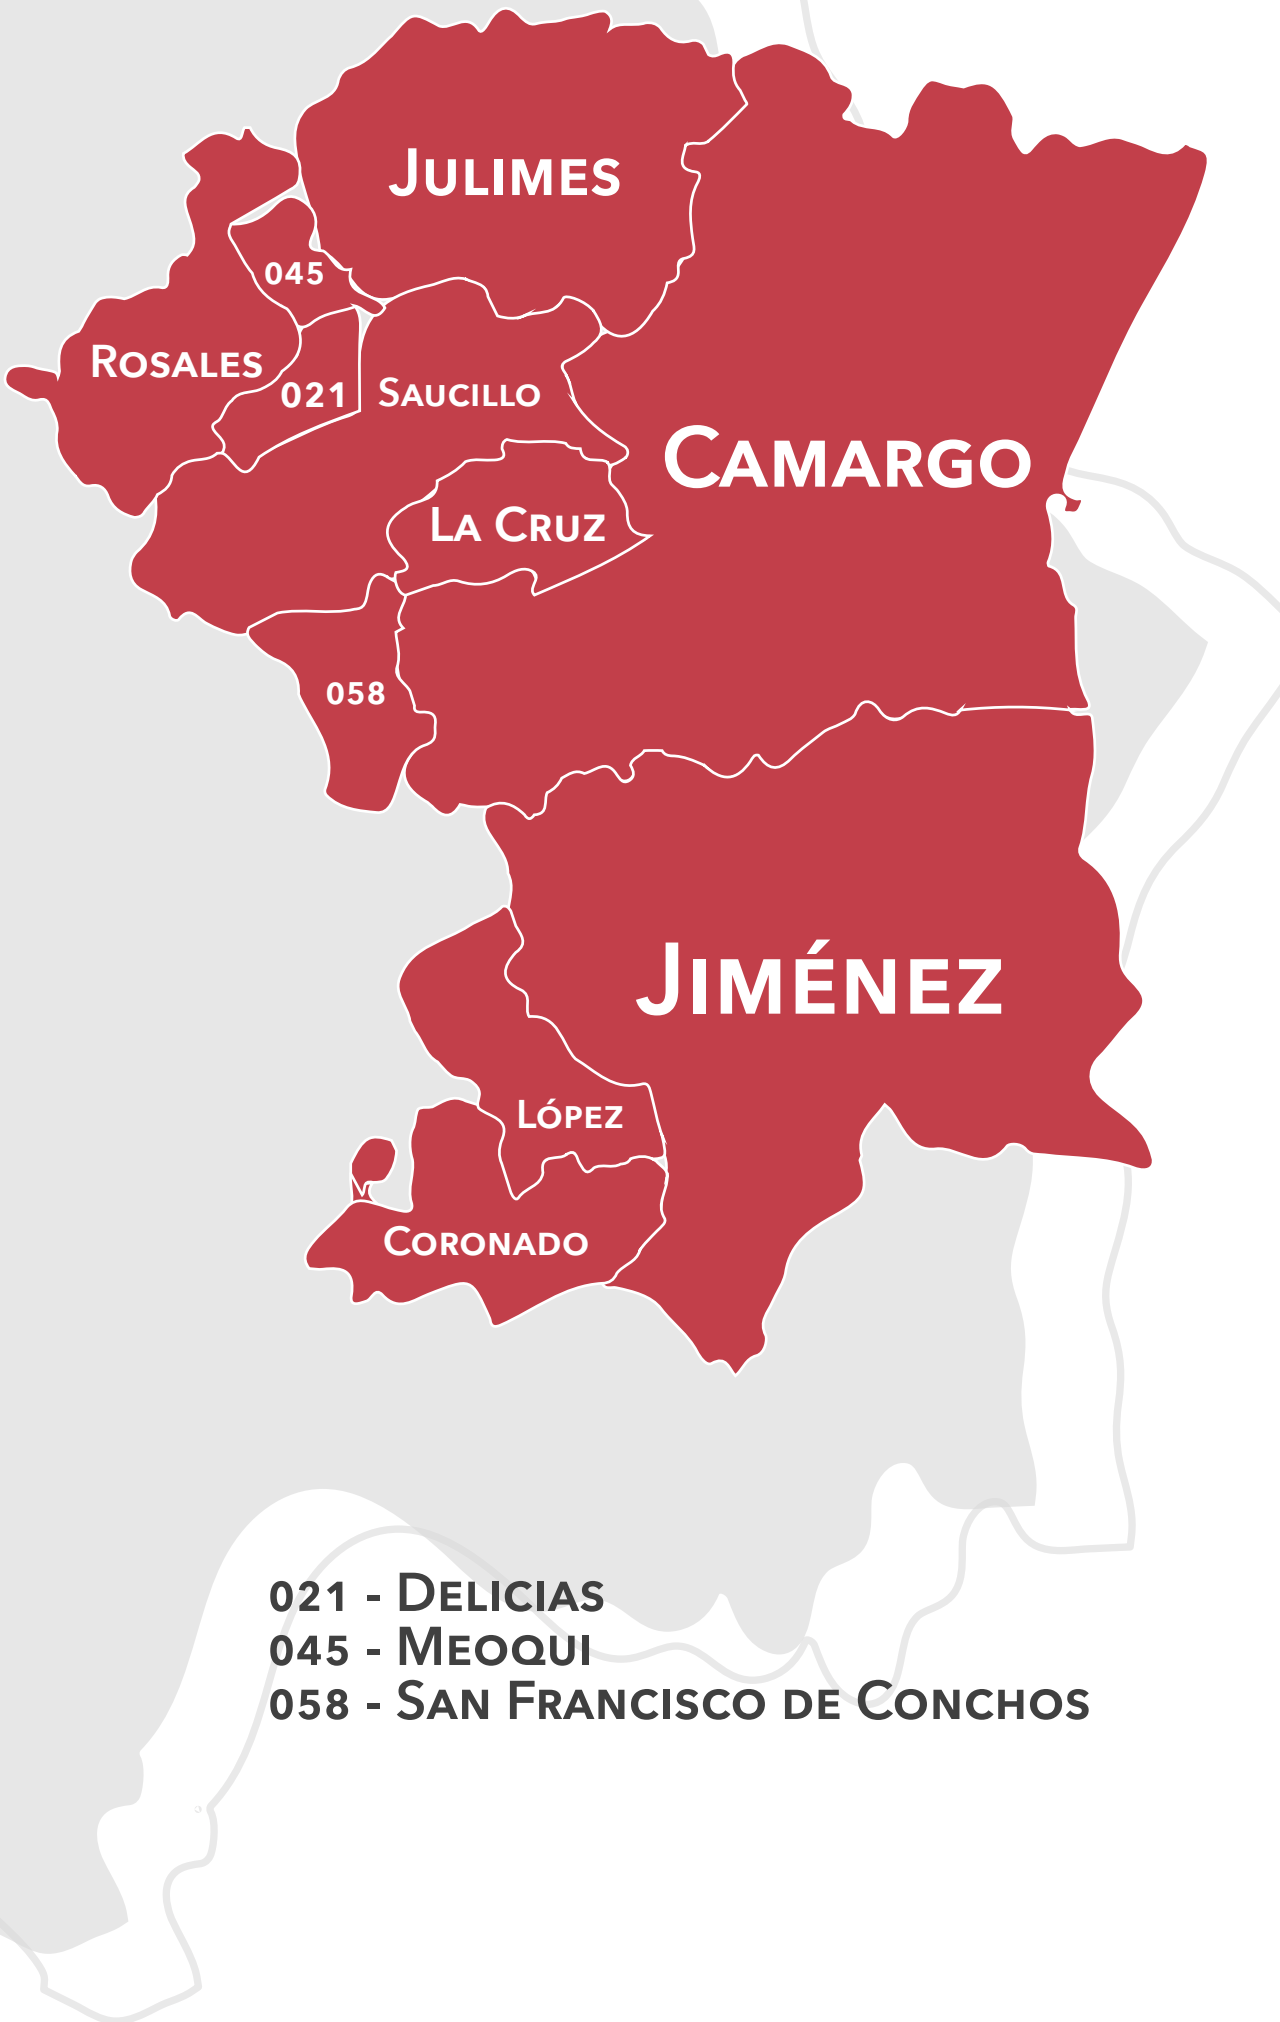 Julimes
045
Rosales
021
Saucillo
Camargo
La Cruz
058
Jiménez
López
Coronado
021 - Delicias
045 - Meoqui
058 - San Francisco de Conchos